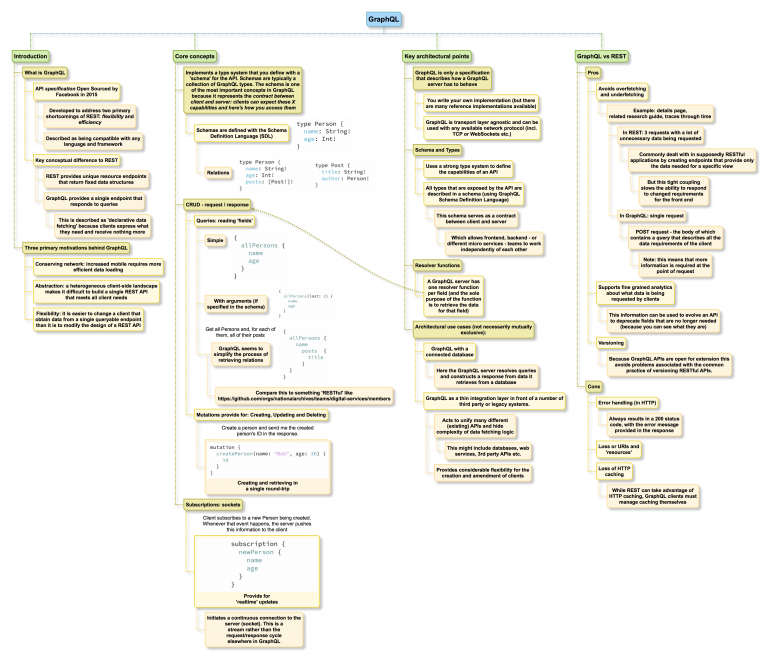 GraphQL
Introduction
What is GraphQL
API specification Open Sourced by
Facebook in 2015
Developed to address two primary
shortcomings of REST: flexibility and
efficiency
Described as being compatible with any
language and framework
Key conceptual difference to REST
REST provides unique resource endpoints
that return fixed data structures
GraphQL provides a single endpoint that
responds to queries
This is described as 'declarative data
fetching' because clients express what
they need and receive nothing more
Three primary motivations behind GraphQL
Conserving network: increased mobile requires more
efficient data loading
Abstraction: a heterogeneous client-side landscape
makes it difficult to build a single REST API
that meets all client needs
Flexibility: it is easier to change a client that
obtain data from a single queryable endpoint
than it is to modify the design of a REST API
Core concepts
Implements a type system that you define with a
'schema' for the API. Schemas are typically a
collection of GraphQL types. The schema is one
of the most important concepts in GraphQL
because it represents the contract between
client and server: clients can expect these X
capabilities and here's how you access them
Schemas are defined with the Schema
Definition Language (SDL)
type Person {
name: String!
age: Int!
}
Relations
type Person {
name: String!
age: Int!
posts: [Post!]!
}
type Post {
title: String!
author: Person!
}
CRUD - request / response
Queries: reading 'fields'
Simple
{
allPersons {
name
age
}
}
With arguments (if
specified in the schema)
{
allPersons(last: 2) {
name
age
}
}
Get all Persons and, for each of
them, all of their posts
GraphQL seems to
simplify the process of
retrieving relations
{
allPersons {
name
posts {
title
}
}
}
Compare this to something 'RESTful' like
https://github.com/orgs/nationalarchives/teams/digital-services/members
Mutations provide for: Creating, Updating and Deleting
Create a person and send me the created
person's ID in the response.
mutation {
createPerson(name: "Bob", age: 36) {
id
}
}
Creating and retrieving in
a single round-trip
Subscriptions: sockets
Client subscribes to a new Person being created.
Whenever that event happens, the server pushes
this information to the client
subscription {
newPerson {
name
age
}
}
Provide for
'realtime' updates
Initiates a continuous connection to the
server (socket). This is a
stream rather than the
request/response cycle
elsewhere in GraphQL
Key architectural points
GraphQL is only a specification
that describes how a GraphQL
server has to behaves
You write your own implementation (but there
are many reference implementations available)
GraphQL is transport layer agnostic and can be
used with any available network protocol (incl.
TCP or WebSockets etc.)
Schema and Types
Uses a strong type system to define
the capabilities of an API
All types that are exposed by the API are
described in a schema (using GraphQL
Schema Definition Language)
This schema serves as a contract
between client and server
Which allows frontend, backend - or
different micro services - teams to work
independently of each other
Resolver functions
A GraphQL server has
one resolver function
per field (and the sole
purpose of the function
is to retrieve the data
for that field)
Architectural use cases (not necessarily mutually
exclusive):
GraphQL with a
connected database
Here the GraphQL server resolves queries
and constructs a response from data it
retrieves from a database
GraphQL as a thin integration layer in front of a number of
third party or legacy systems.
Acts to unify many different
(existing) APIs and hide
complexity of data fetching logic
This might include databases, web
services, 3rd party APIs etc.
Provides considerable flexibility for the
creation and amendment of clients
GraphQL vs REST
Pros
Avoids overfetching
and underfetching
Example: details page,
related research guide, traces through time
In REST: 3 requests with a lot of
unnecessary data being requested
Commonly dealt with in supposedly RESTful
applications by creating endpoints that provide only
the data needed for a specific view
But this tight coupling
slows the ability to respond
to changed requirements
for the front end
In GraphQL: single request
POST request - the body of which
contains a query that describes all the
data requirements of the client
Note: this means that more
information is required at the
point of request
Supports fine grained analytics
about what data is being
requested by clients
This information can be used to evolve an API
to deprecate fields that are no longer needed
(because you can see what they are)
Versioning
Because GraphQL APIs are open for extension this
avoids problems associated with the common
practice of versioning RESTful APIs.
Cons
Error handling (in HTTP)
Always results in a 200 status
code, with the error message
provided in the response
Loss or URIs and
'resources'
Loss of HTTP
caching
While REST can take advantage of
HTTP caching, GraphQL clients must
manage caching themselves